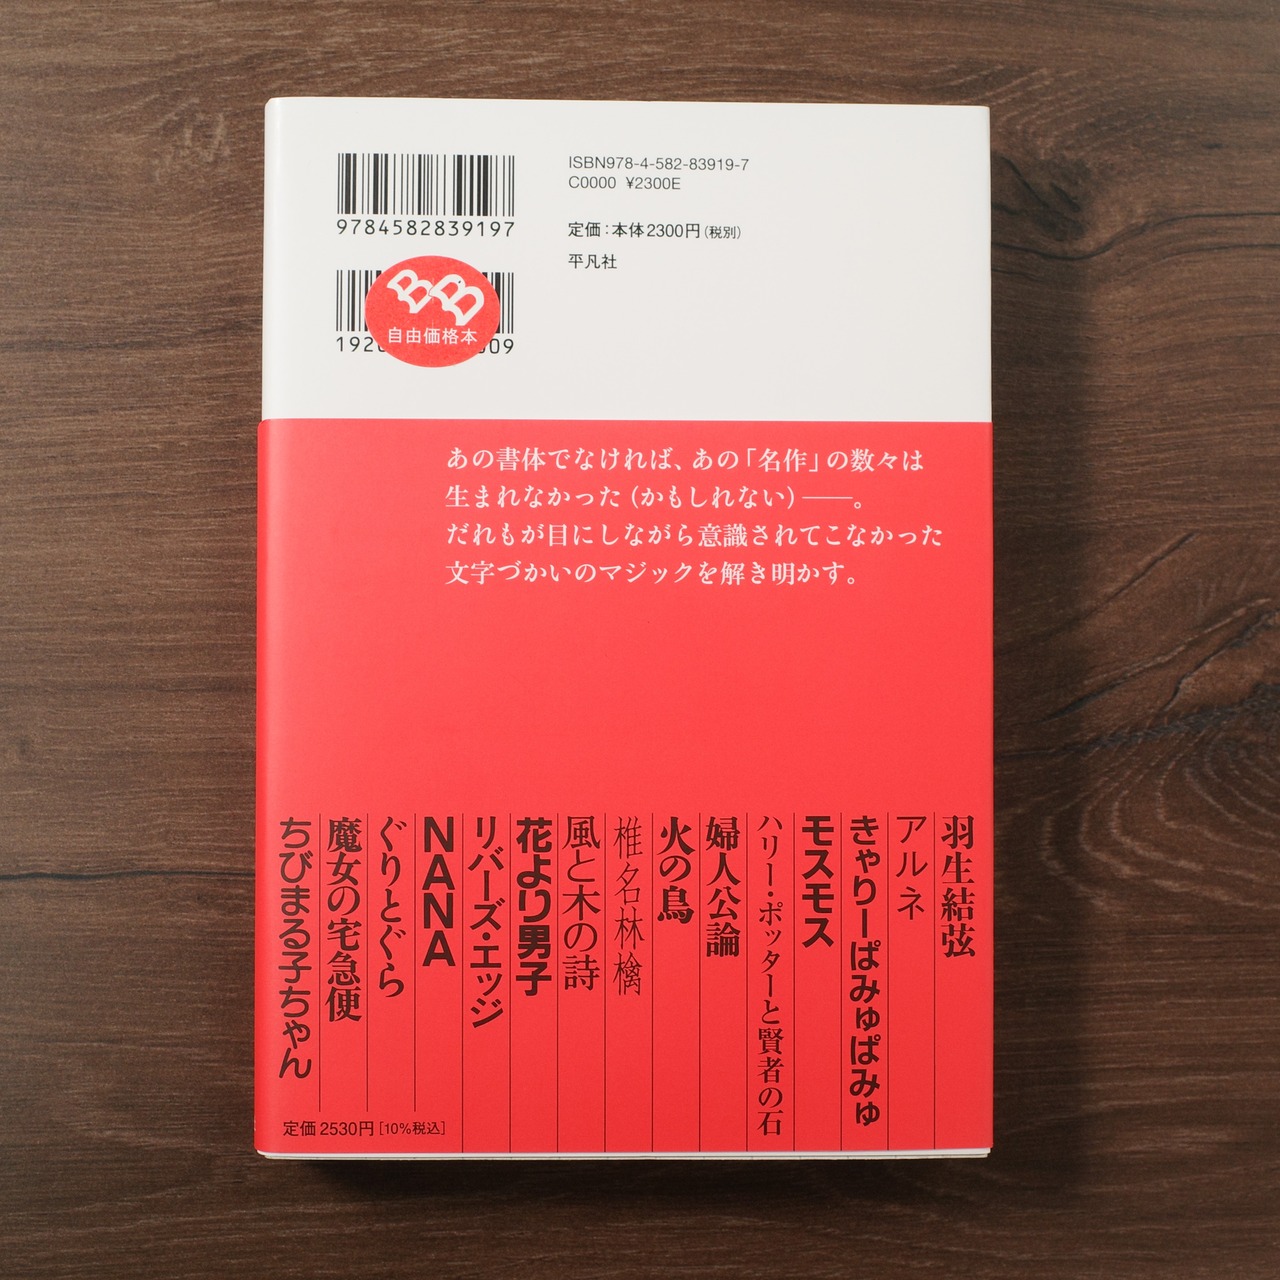 9784582839197
ISBN978-4-582-83919-7
C0000 ¥2300E
定価：本体2300円（税別）
平凡社
BB
自由価格本
あの書体でなければ、あの「名作」の数々は
生まれなかった（かもしれない）――。
だれもが目にしながら意識されてこなかった
文字づかいのマジックを解き明かす。
羽生結弦
アルネ
きゃりーぱみゅぱみゅ
モスモス
ハリー・ポッターと賢者の石
婦人公論
火の鳥
椎名林檎
風と木の詩
花より男子
リバーズ・エッジ
NANA
ぐりとぐら
魔女の宅急便
ちびまる子ちゃん
定価 2530円［10%税込］